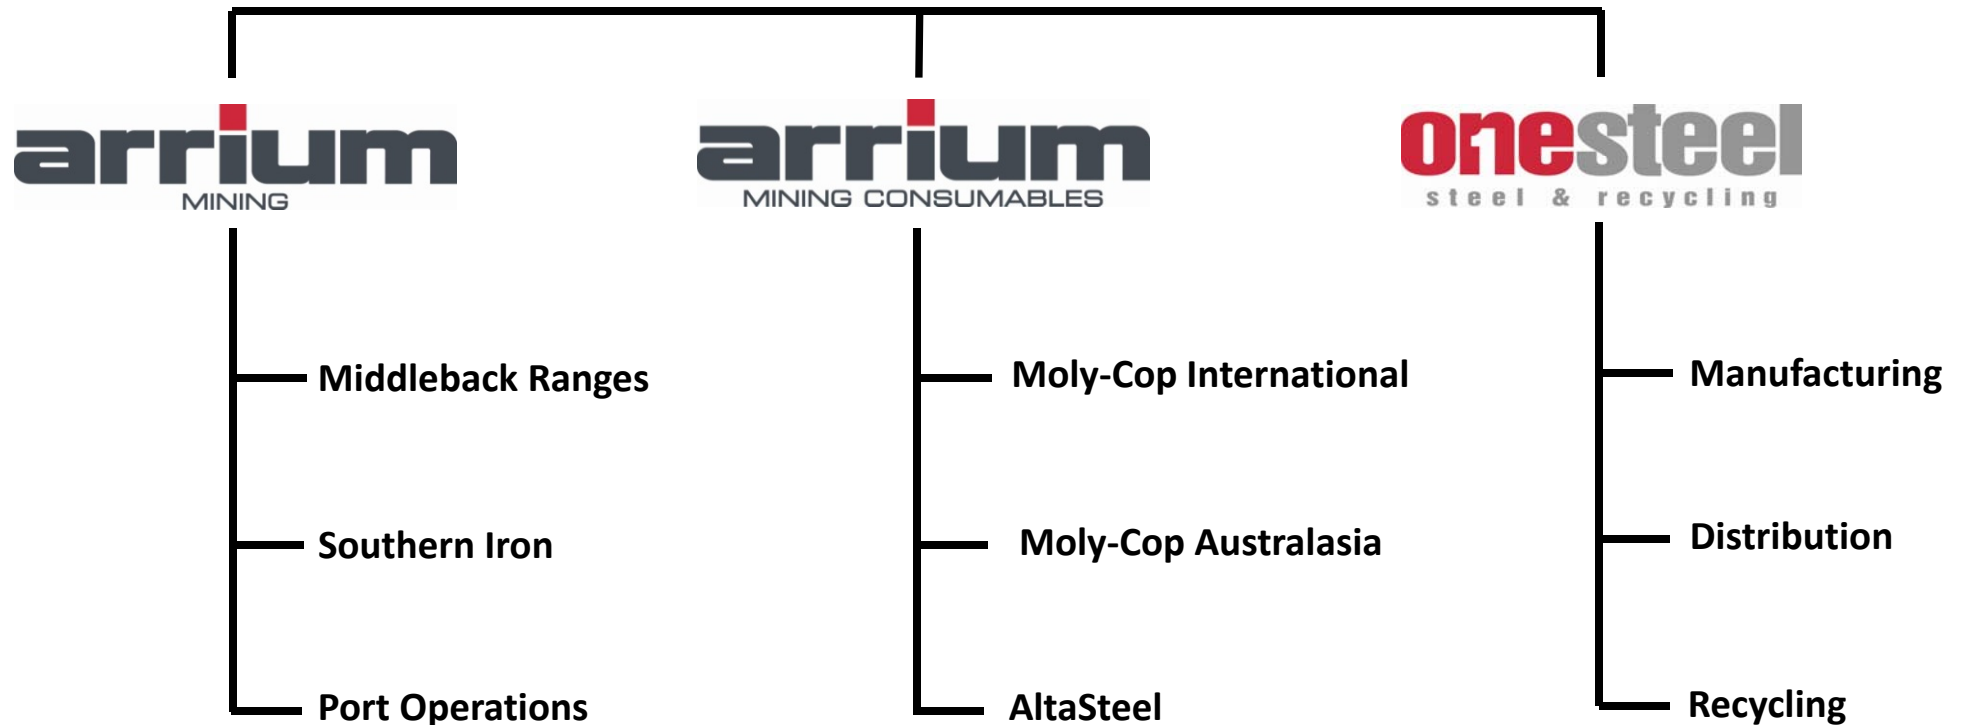 arrium
MINING
Middleback Ranges
Southern Iron
Port Operations
arrium
MINING CONSUMABLES
Moly-Cop International
Moly-Cop Australasia
AltaSteel
onesteel
steel & recycling
Manufacturing
Distribution
Recycling